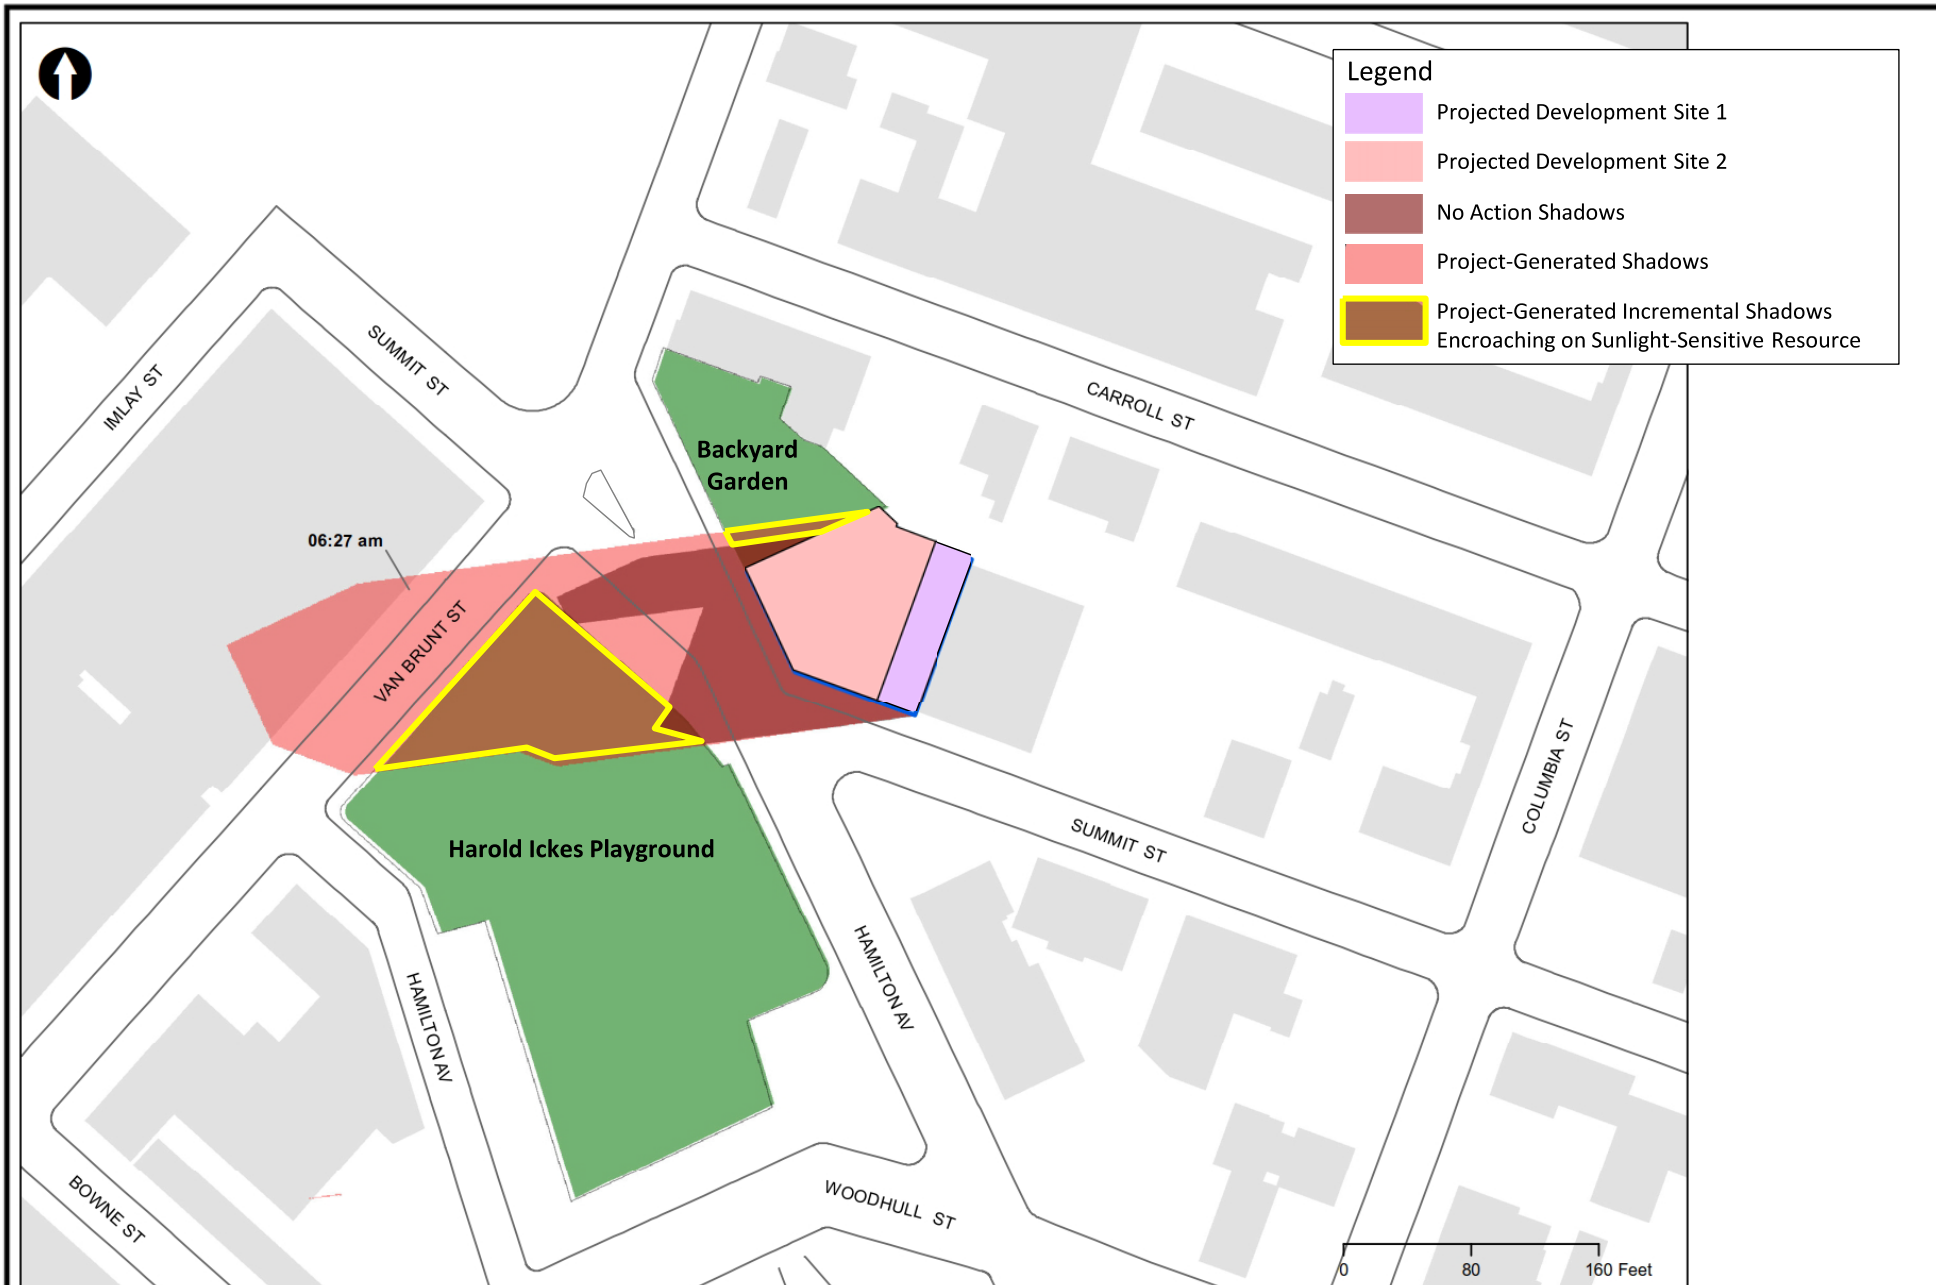 Legend
Projected Development Site 1
Projected Development Site 2
No Action Shadows
Project-Generated Shadows
Project-Generated Incremental Shadows
Encroaching on Sunlight-Sensitive Resource
IMLAY ST
SUMMIT ST
CARROLL ST
Backyard
Garden
06:27 am
VAN BRUNT ST
Harold Ickes Playground
SUMMIT ST
COLUMBIA ST
HAMILTON AV
HAMILTON AV
BOWNE ST
WOODHULL ST
0 80 160 Feet